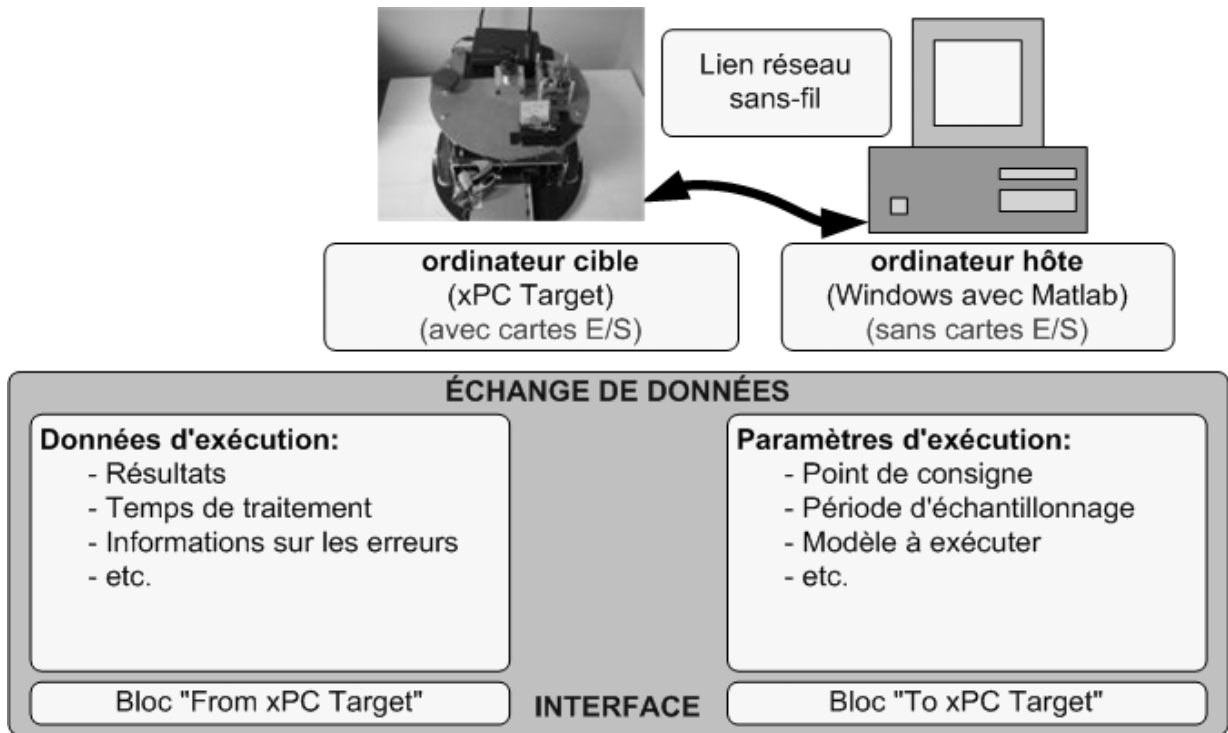 Lien réseau
sans-fil
ordinateur cible
(xPC Target)
(avec cartes E/S)
ordinateur hôte
(Windows avec Matlab)
(sans cartes E/S)
ÉCHANGE DE DONNÉES
Données d'exécution:
- Résultats
- Temps de traitement
- Informations sur les erreurs
- etc.
Paramètres d'exécution:
- Point de consigne
- Période d'échantillonnage
- Modèle à exécuter
- etc.
Bloc "From xPC Target"
INTERFACE
Bloc "To xPC Target"